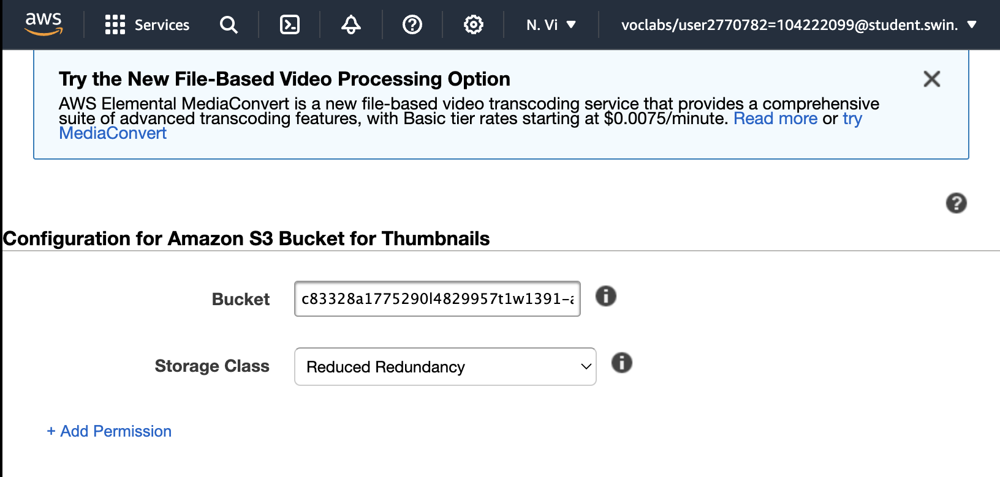 aws
Services
N. Vi
voclabs/user2770782=104222099@student.swin.
Try the New File-Based Video Processing Option
AWS Elemental MediaConvert is a new file-based video transcoding service that provides a comprehensive
suite of advanced transcoding features, with Basic tier rates starting at $0.0075/minute. Read more or try
MediaConvert
Configuration for Amazon S3 Bucket for Thumbnails
Bucket
c83328a1775290l4829957t1w1391-a
Storage Class
Reduced Redundancy
+ Add Permission